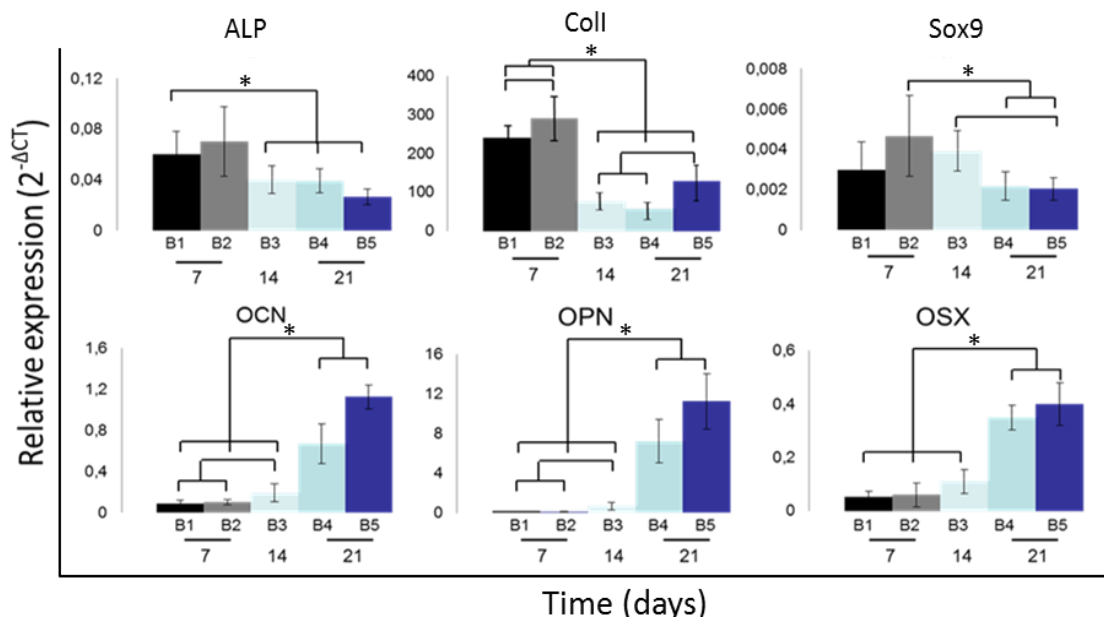 Relative expression (2^-ΔCT)
ALP
*
0,12
0,08
0,04
0
B1 B2 B3 B4 B5
7 14 21
Coll
*
400
300
200
100
0
B1 B2 B3 B4 B5
7 14 21
Sox9
*
0,008
0,006
0,004
0,002
0
B1 B2 B3 B4 B5
7 14 21
OCN
*
1,6
1,2
0,8
0,4
0
B1 B2 B3 B4 B5
7 14 21
OPN
*
16
12
8
4
0
B1 B2 B3 B4 B5
7 14 21
OSX
*
0,6
0,4
0,2
0
B1 B2 B3 B4 B5
7 14 21
Time (days)